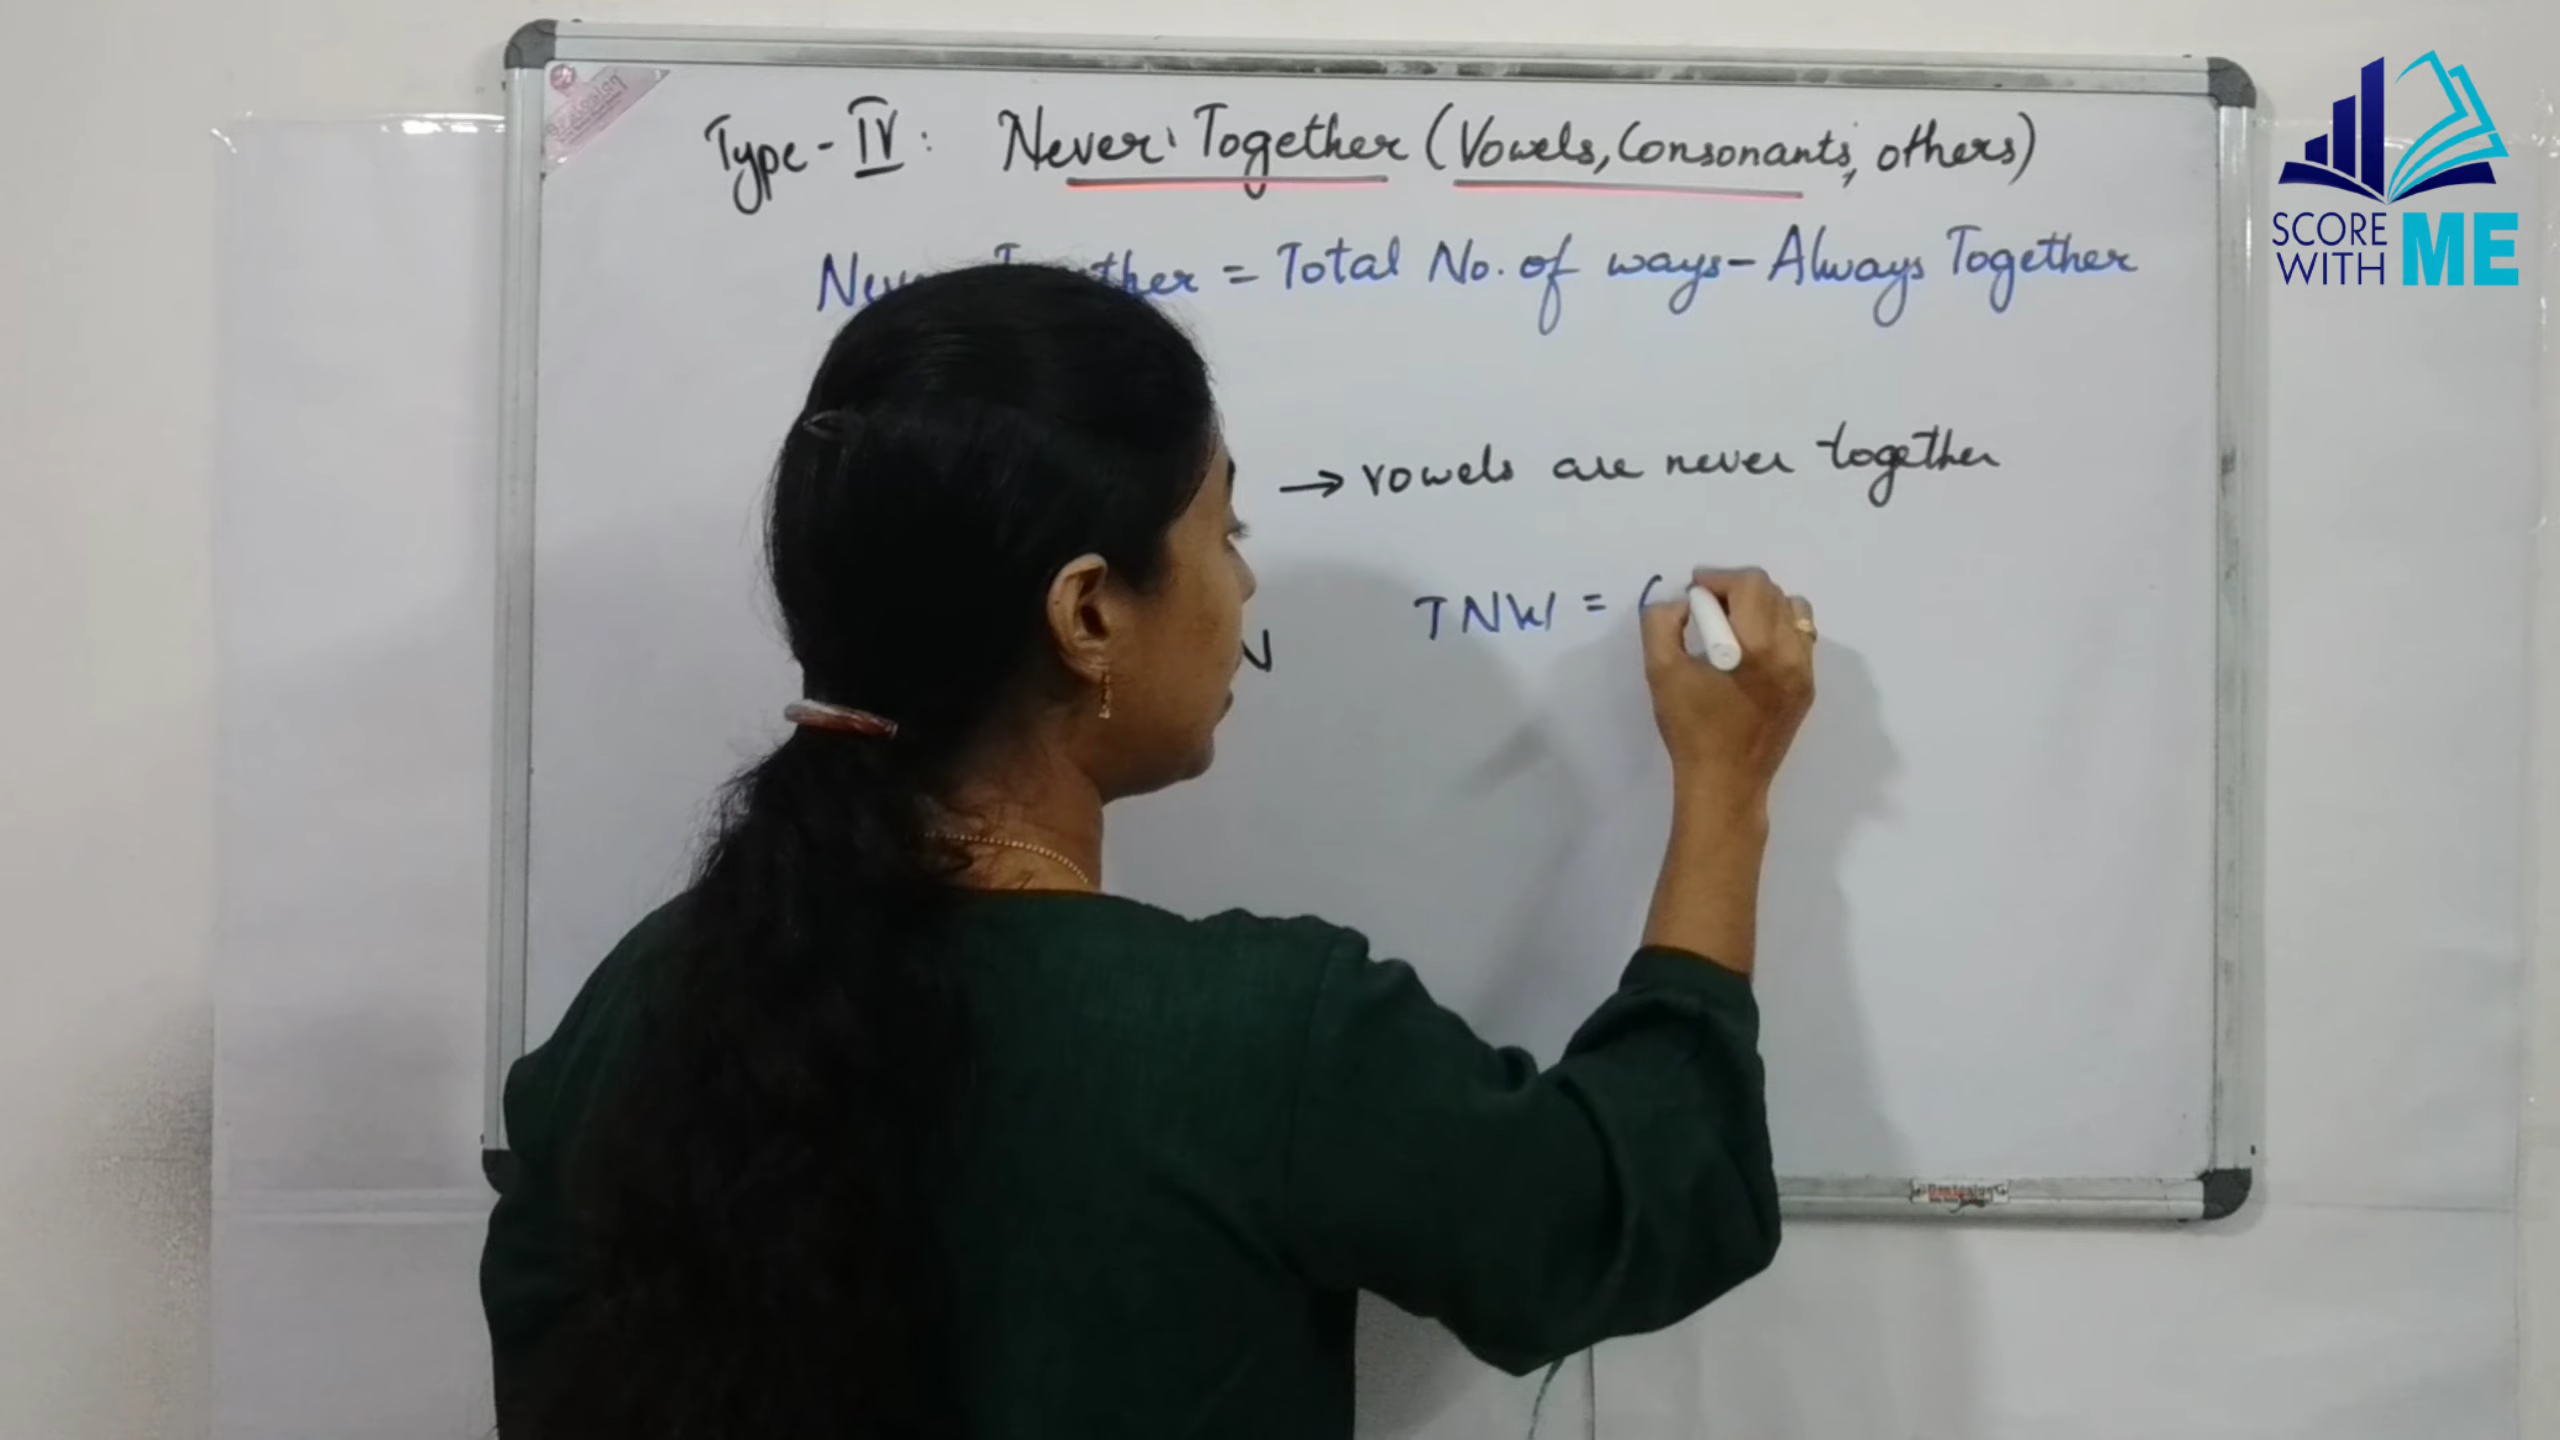 Type-IV: Never Together (Vowels, Consonants, others)
SCORE WITH ME
Together = Total No. of ways - Always Together
→ vowels are never together
TNW =
N